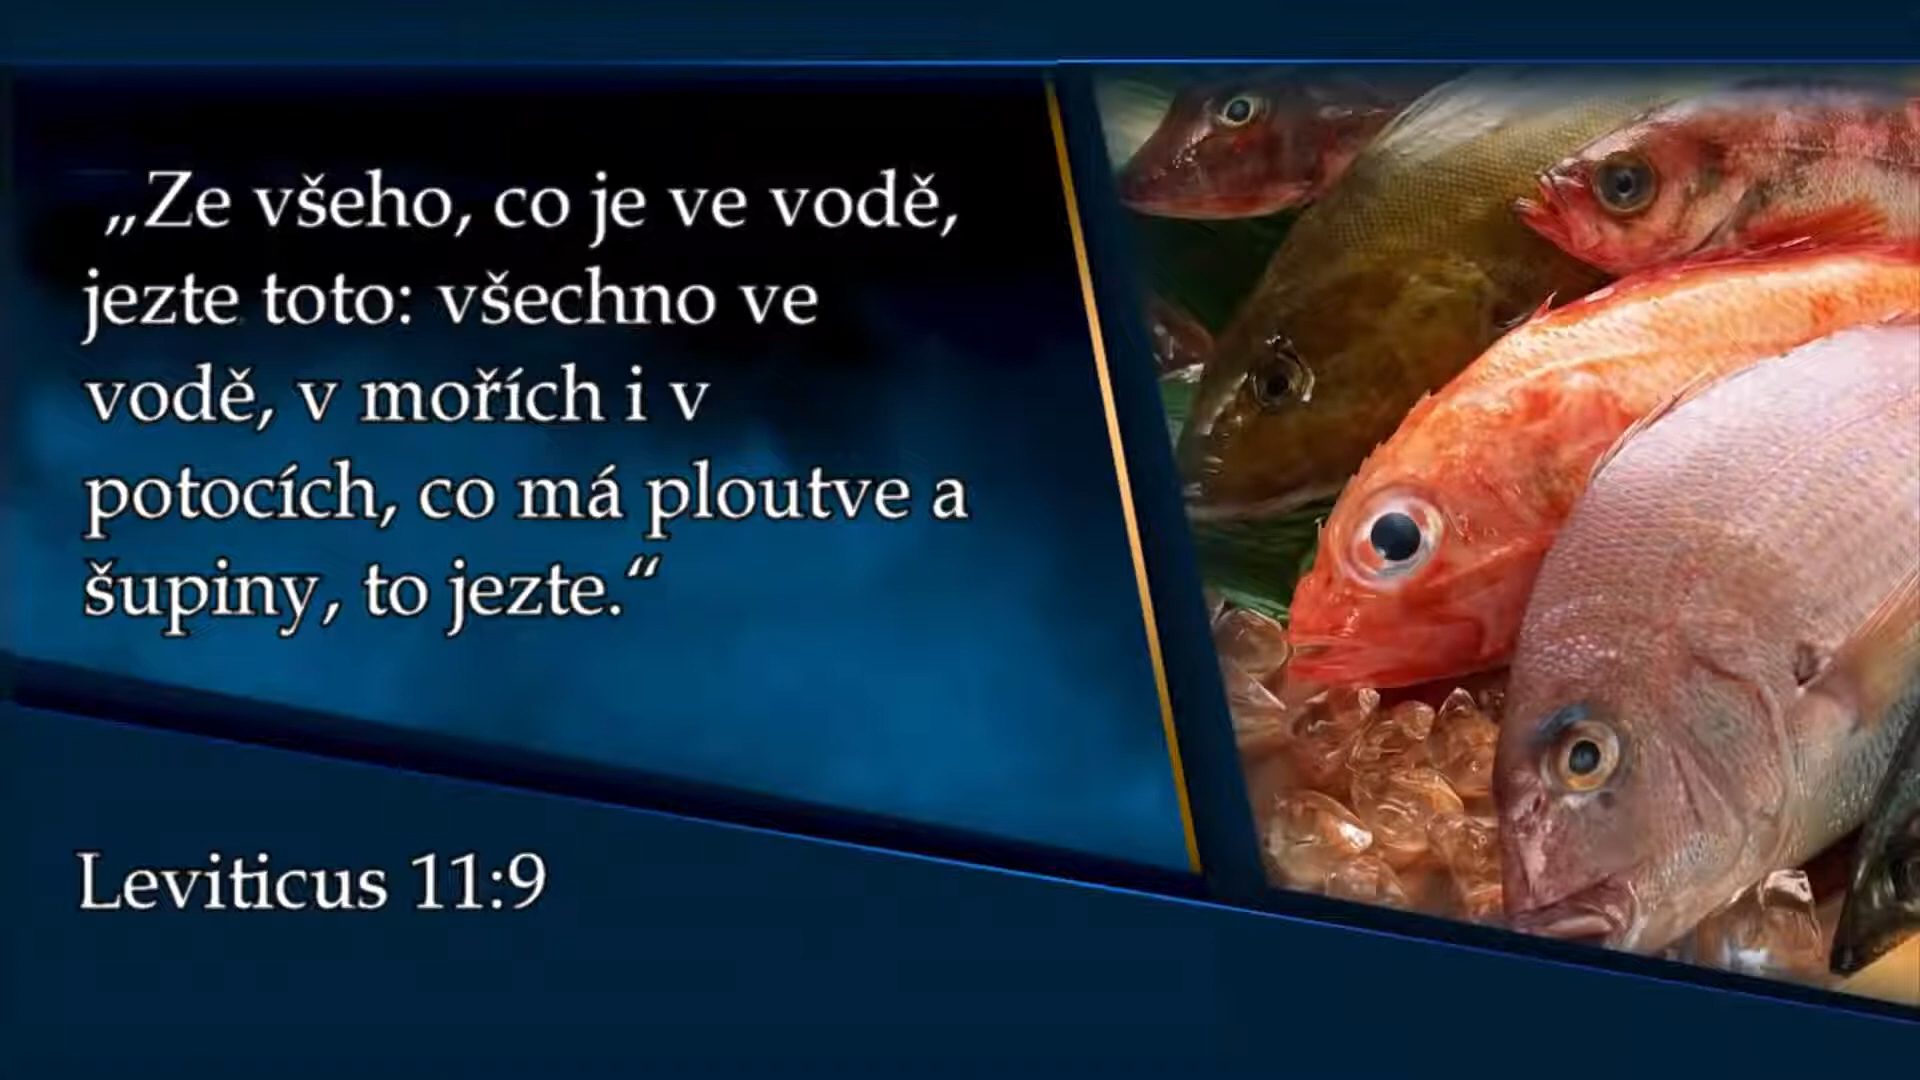 „Ze všeho, co je ve vodě,
jezte toto: všechno ve
vodě, v mořích i v
potocích, co má ploutve a
šupiny, to jezte.“
Leviticus 11:9